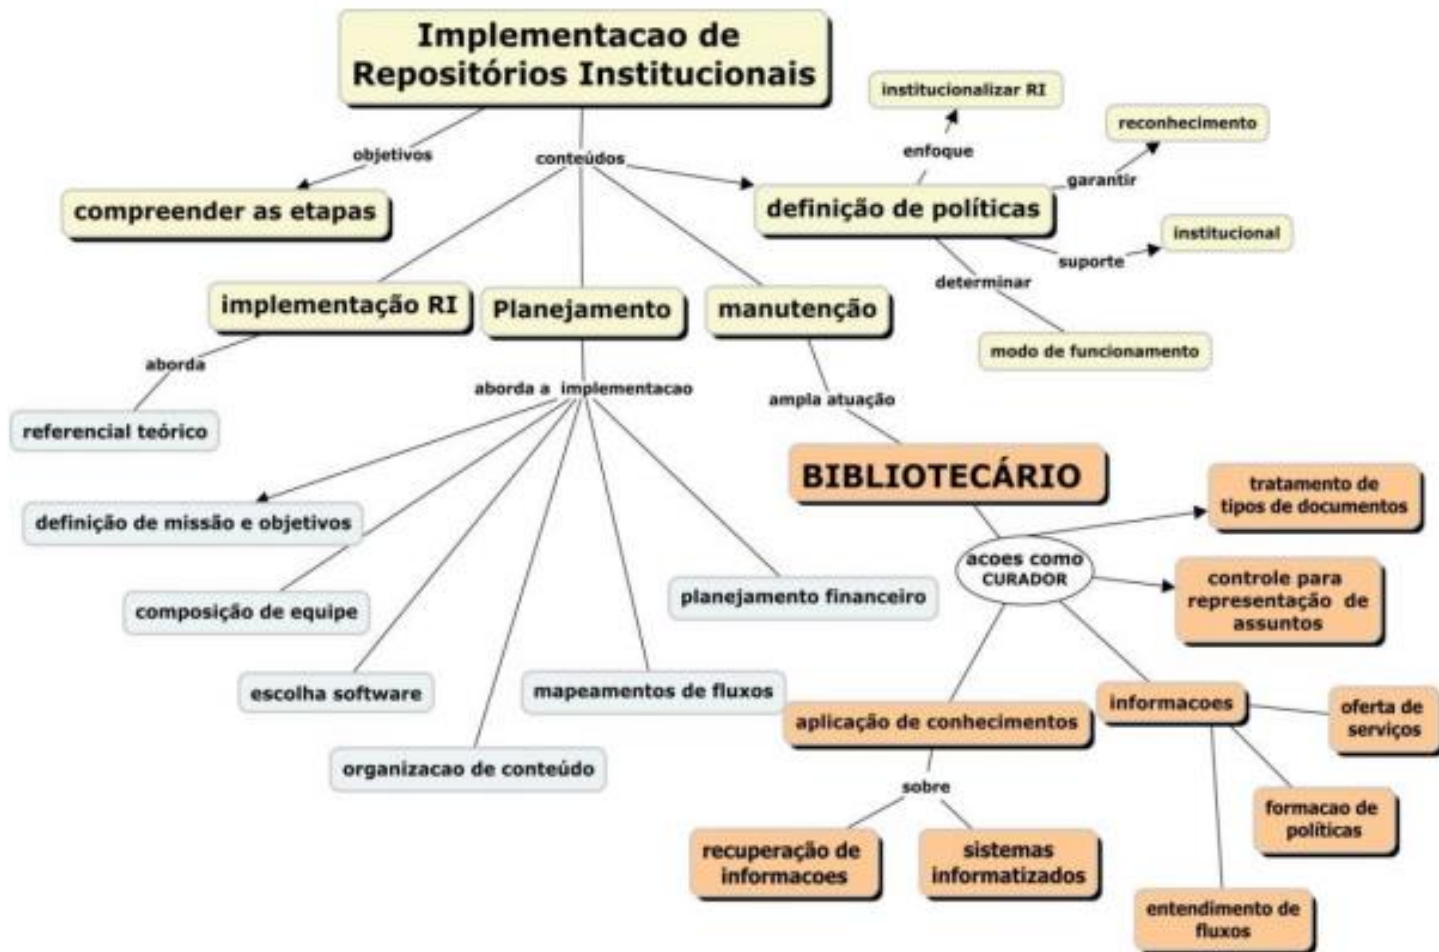 Implementacao de
Repositórios Institucionais
institucionalizar RI
reconhecimento
objetivos
conteúdos
enfoque
garantir
compreender as etapas
definição de políticas
institucional
suporte
determinar
implementação RI
Planejamento
manutenção
modo de funcionamento
aborda
aborda a implementacao
ampla atuação
referencial teórico
BIBLIOTECÁRIO
tratamento de
tipos de documentos
definição de missão e objetivos
acoes como
CURADOR
controle para
representação de
assuntos
planejamento financeiro
composição de equipe
escolha software
mapeamentos de fluxos
informacoes
aplicação de conhecimentos
oferta de
serviços
organizacao de conteúdo
sobre
formacao de
políticas
recuperação de
informacoes
sistemas
informatizados
entendimento de
fluxos